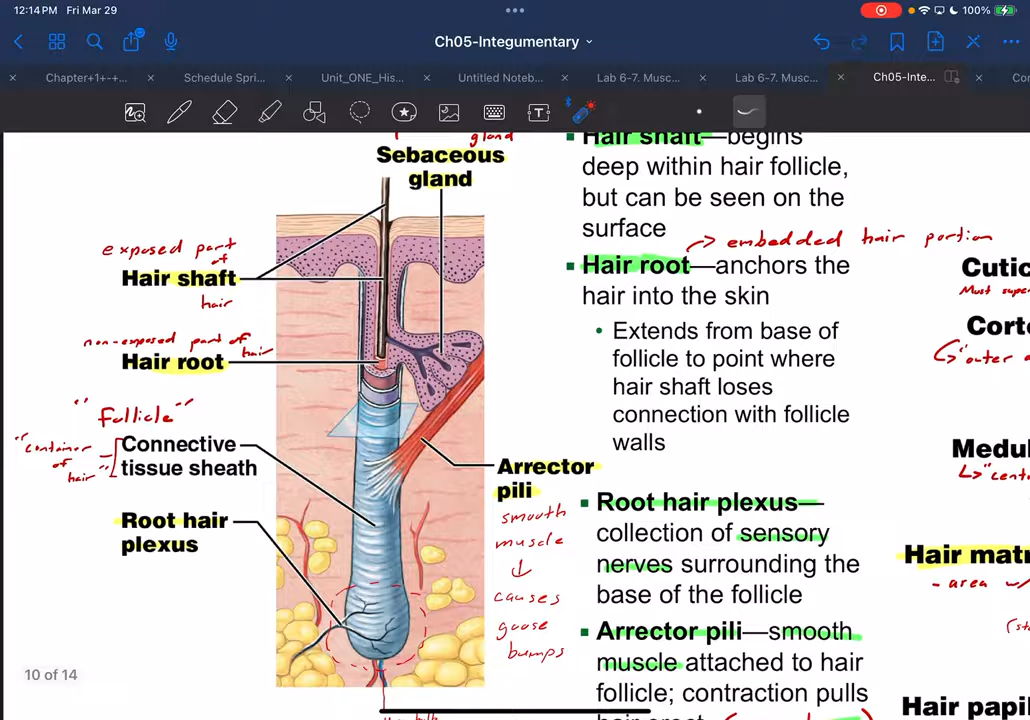 12:14 PM Fri Mar 29
100%
Ch05-Integumentary
Chapter+1+-+...
Schedule Spri...
Unit_ONE_His...
Untitled Noteb...
Lab 6-7. Musc...
Lab 6-7. Musc...
Ch05-Inte...
Cor
gland
Sebaceous
gland
exposed part
of
Hair shaft
hair
non-exposed part of
hair
Hair root
"follicle"
"container
of
hair"
Connective
tissue sheath
Root hair
plexus
Arrector
pili
smooth
muscle
↓
causes
goose
bumps
Hair shaft—begins
deep within hair follicle,
but can be seen on the
surface
embedded hair portion
Hair root—anchors the
hair into the skin
• Extends from base of
follicle to point where
hair shaft loses
connection with follicle
walls
Root hair plexus—
collection of sensory
nerves surrounding the
base of the follicle
Arrector pili—smooth
muscle attached to hair
follicle; contraction pulls
Cutic
Must super
Corte
"outer
Medul
"cent
Hair matr
- area w/
Hair papil
10 of 14